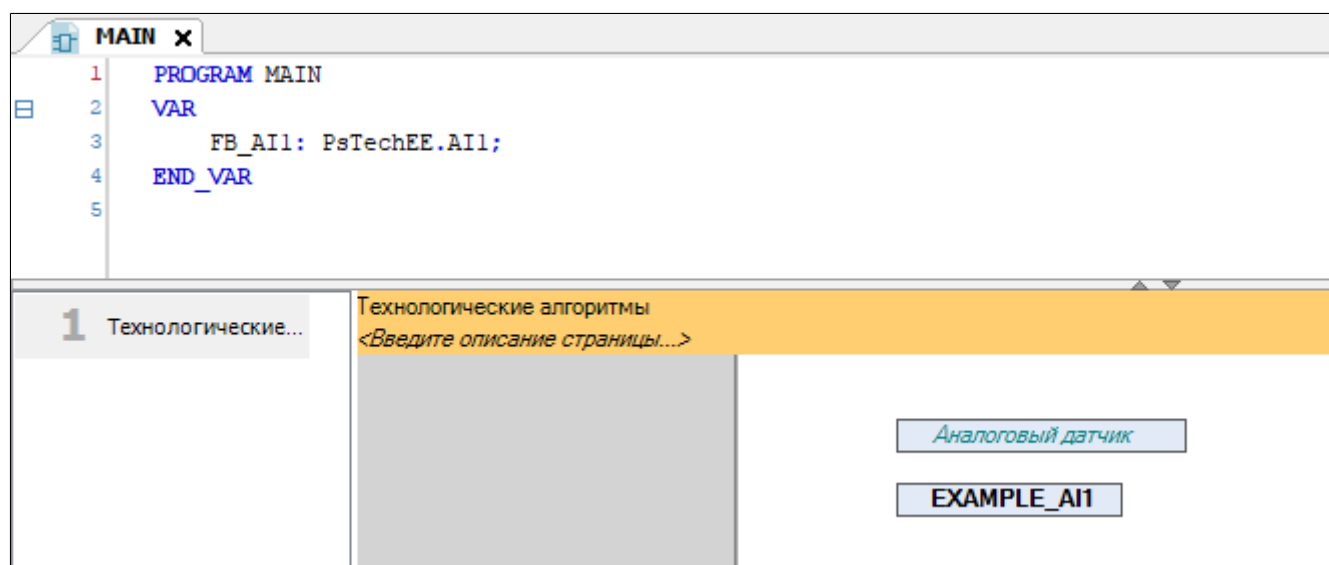 MAIN
1 PROGRAM MAIN
2 VAR
3 FB_AI1: PsTechEE.AI1;
4 END_VAR
5
1 Технологические...
Технологические алгоритмы
<Введите описание страницы...>
Аналоговый датчик
EXAMPLE_AI1